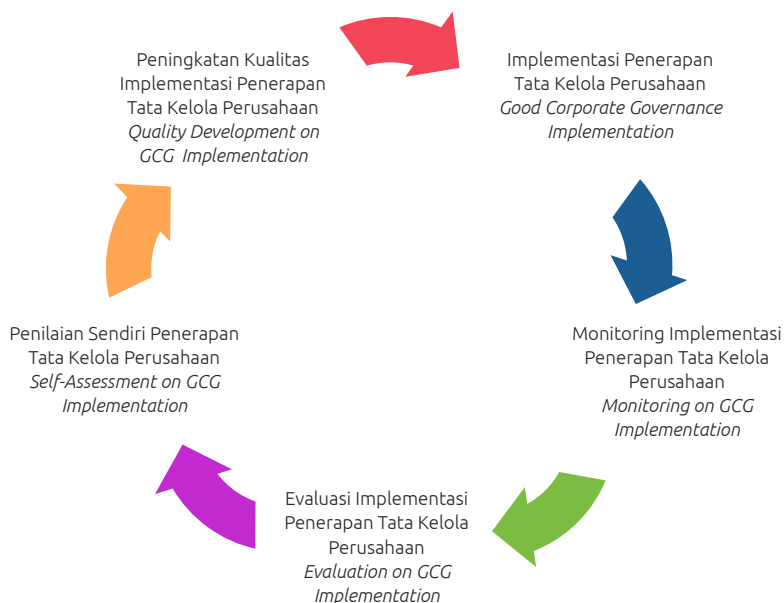 Peningkatan Kualitas
Implementasi Penerapan
Tata Kelola Perusahaan
Quality Development on
GCG Implementation
Implementasi Penerapan
Tata Kelola Perusahaan
Good Corporate Governance
Implementation
Monitoring Implementasi
Penerapan Tata Kelola
Perusahaan
Monitoring on GCG
Implementation
Evaluasi Implementasi
Penerapan Tata Kelola
Perusahaan
Evaluation on GCG
Implementation
Penilaian Sendiri Penerapan
Tata Kelola Perusahaan
Self-Assessment on GCG
Implementation